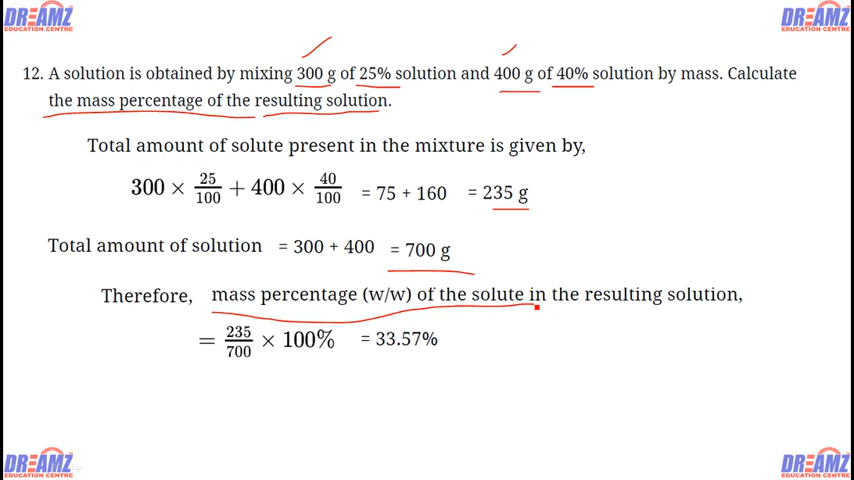 DREAMZ
EDUCATION CENTRE
DREAMZ
EDUCATION CENTRE
12. A solution is obtained by mixing 300 g of 25% solution and 400 g of 40% solution by mass. Calculate
the mass percentage of the resulting solution.
Total amount of solute present in the mixture is given by,
300 × 25/100 + 400 × 40/100 = 75 + 160 = 235 g
Total amount of solution = 300 + 400 = 700 g
Therefore, mass percentage (w/w) of the solute in the resulting solution,
= 235/700 × 100% = 33.57%
DREAMZ
EDUCATION CENTRE
DREAMZ
EDUCATION CENTRE